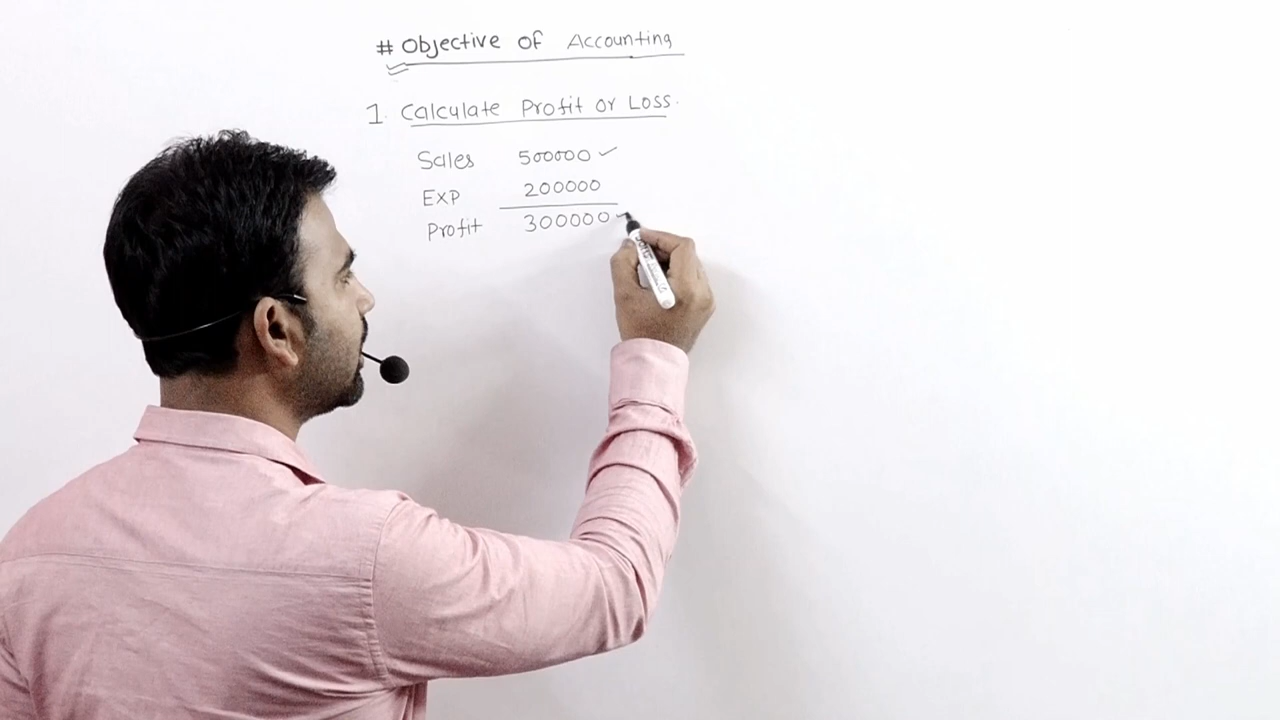 # Objective of Accounting
1. Calculate Profit or Loss.
Sales 500000 ✓
Exp 200000
Profit 300000